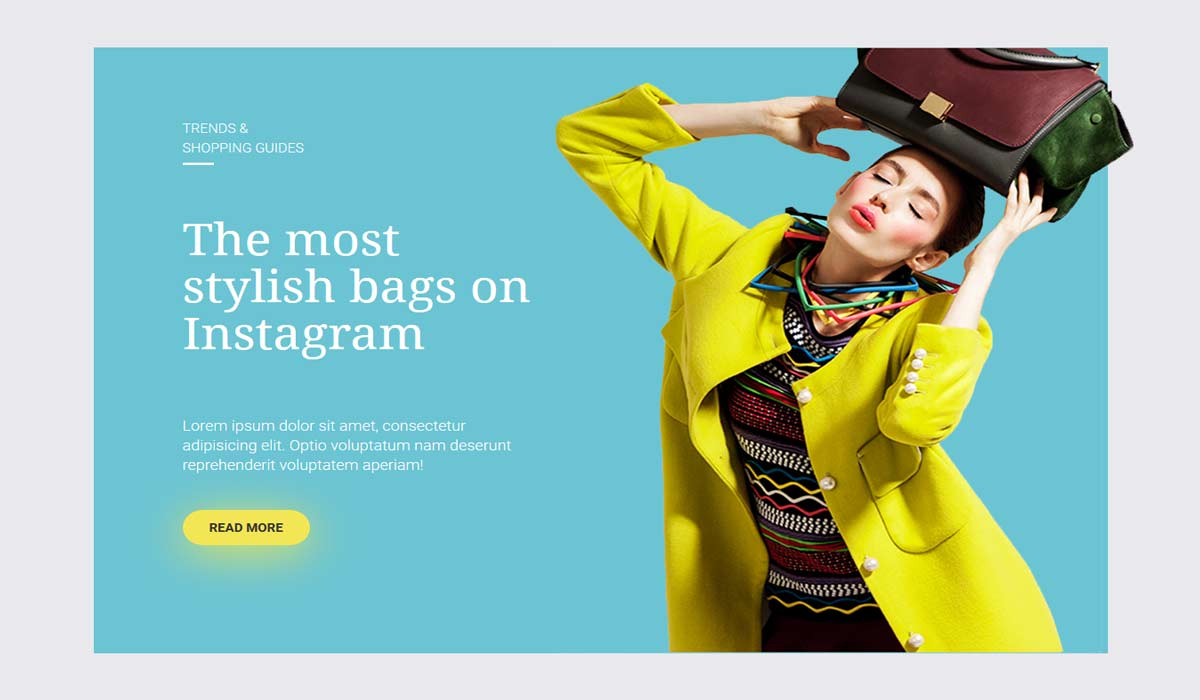 TRENDS &
SHOPPING GUIDES
The most
stylish bags on
Instagram
Lorem ipsum dolor sit amet, consectetur
adipisicing elit. Optio voluptatum nam deserunt
reprehenderit voluptatem aperiam!
READ MORE